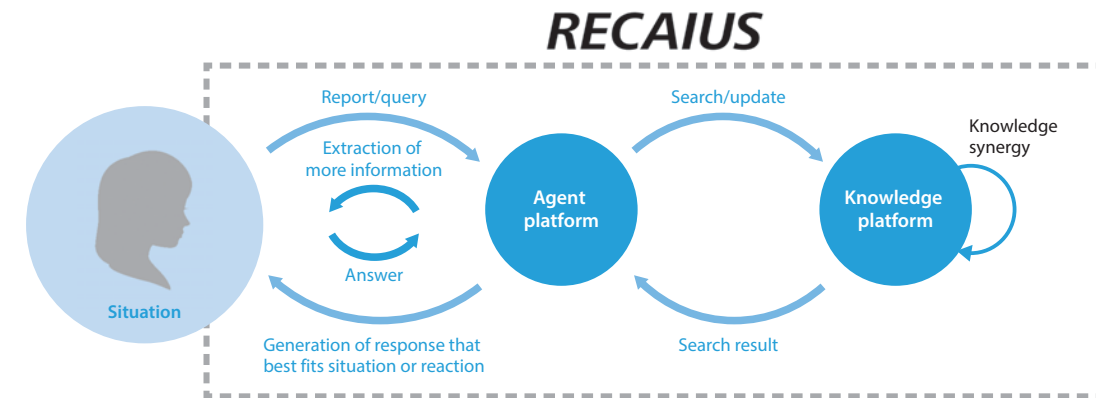 RECAIUS
Report/query
Search/update
Knowledge
synergy
Extraction of
more information
Agent
platform
Knowledge
platform
Answer
Situation
Generation of response that
best fits situation or reaction
Search result